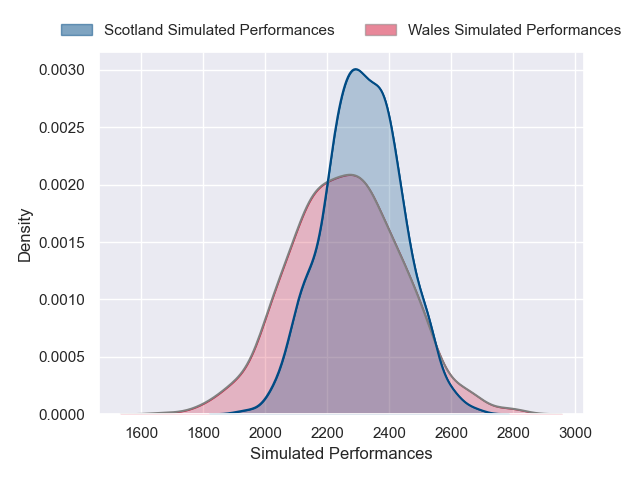 Scotland Simulated Performances
Wales Simulated Performances
0.0030
0.0025
0.0020
0.0015
0.0010
0.0005
0.0000
Density
1600 1800 2000 2200 2400 2600 2800 3000
Simulated Performances